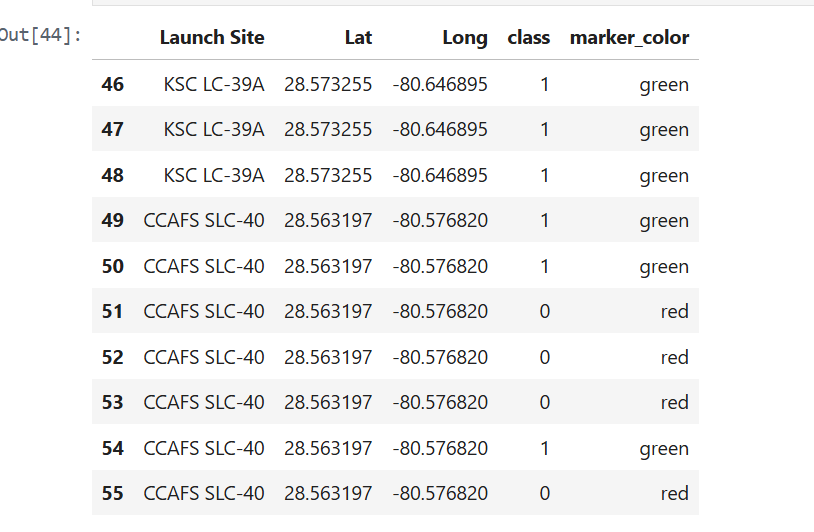 Out[44]:
Launch Site Lat Long class marker_color
46 KSC LC-39A 28.573255 -80.646895 1 green
47 KSC LC-39A 28.573255 -80.646895 1 green
48 KSC LC-39A 28.573255 -80.646895 1 green
49 CCAFS SLC-40 28.563197 -80.576820 1 green
50 CCAFS SLC-40 28.563197 -80.576820 1 green
51 CCAFS SLC-40 28.563197 -80.576820 0 red
52 CCAFS SLC-40 28.563197 -80.576820 0 red
53 CCAFS SLC-40 28.563197 -80.576820 0 red
54 CCAFS SLC-40 28.563197 -80.576820 1 green
55 CCAFS SLC-40 28.563197 -80.576820 0 red